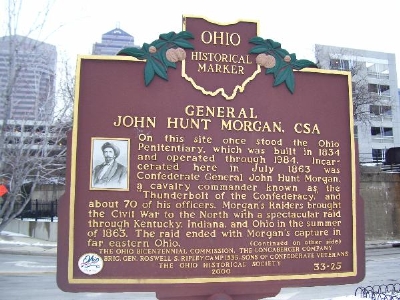 OHIO
HISTORICAL
MARKER
GENERAL
JOHN HUNT MORGAN, CSA
On this site once stood the Ohio
Penitentiary, which was built in 1834
and operated through 1984. Incar-
cerated here in July 1863 was
Confederate General John Hunt Morgan,
a cavalry commander known as the
Thunderbolt of the Confederacy, and
about 70 of his officers. Morgan's Raiders brought
the Civil War to the North with a spectacular raid
through Kentucky, Indiana, and Ohio in the summer
of 1863. The raid ended with Morgan's capture in
far eastern Ohio.
(Continued on other side)
THE OHIO BICENTENNIAL COMMISSION, THE LONGABERGER COMPANY
BRIG. GEN. ROSWELL S. RIPLEY CAMP 1535 SONS OF CONFEDERATE VETERANS
THE OHIO HISTORICAL SOCIETY
2000
33-25